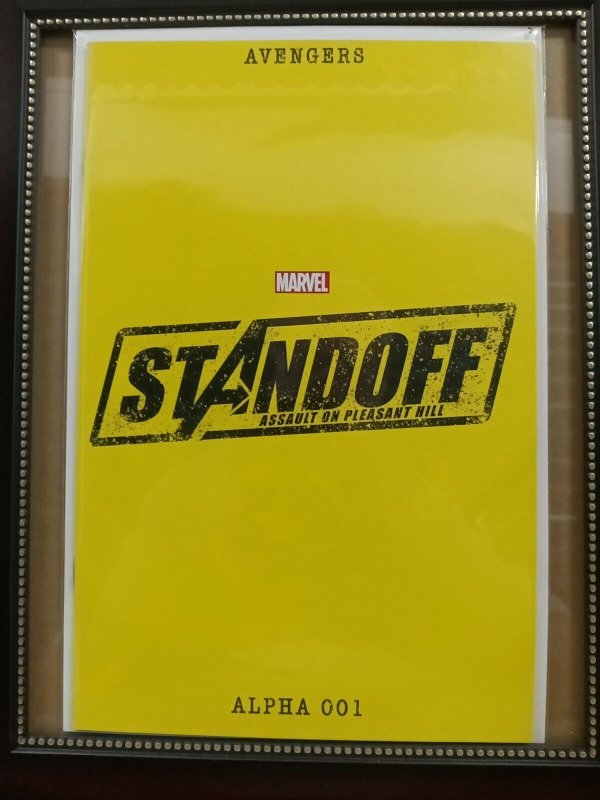 AVENGERS
MARVEL
STANDOFF
ASSAULT ON PLEASANT HILL
ALPHA 001